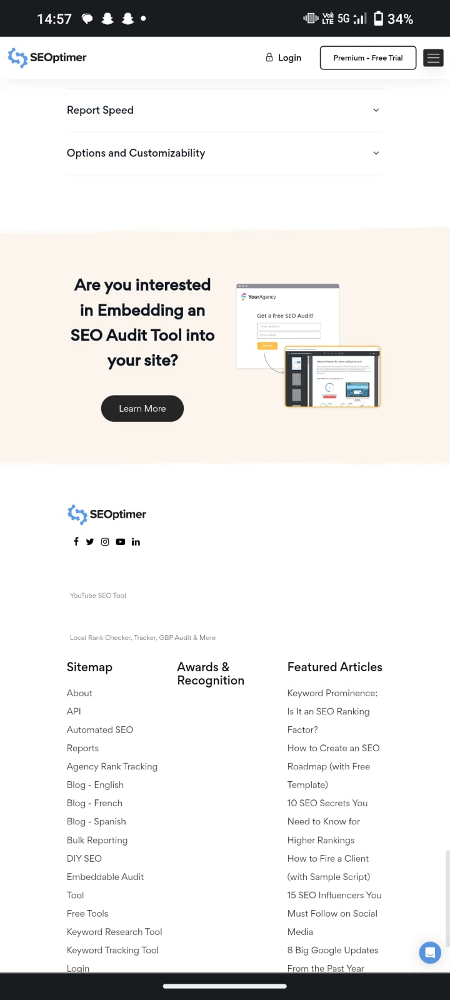 14:57
Vo) LTE 5G 34%
SEOptimer
Login
Premium - Free Trial
Report Speed
Options and Customizability
Are you interested
in Embedding an
SEO Audit Tool into
your site?
Learn More
YourAgency
Get a free SEO Audit!
Your website
Your email
SEOptimer
YouTube SEO Tool
Local Rank Checker, Tracker, GBP Audit & More
Sitemap
About
API
Automated SEO
Reports
Agency Rank Tracking
Blog - English
Blog - French
Blog - Spanish
Bulk Reporting
DIY SEO
Embeddable Audit
Tool
Free Tools
Keyword Research Tool
Keyword Tracking Tool
Login
Awards &
Recognition
Featured Articles
Keyword Prominence:
Is It an SEO Ranking
Factor?
How to Create an SEO
Roadmap (with Free
Template)
10 SEO Secrets You
Need to Know for
Higher Rankings
How to Fire a Client
(with Sample Script)
15 SEO Influencers You
Must Follow on Social
Media
8 Big Google Updates
From the Past Year